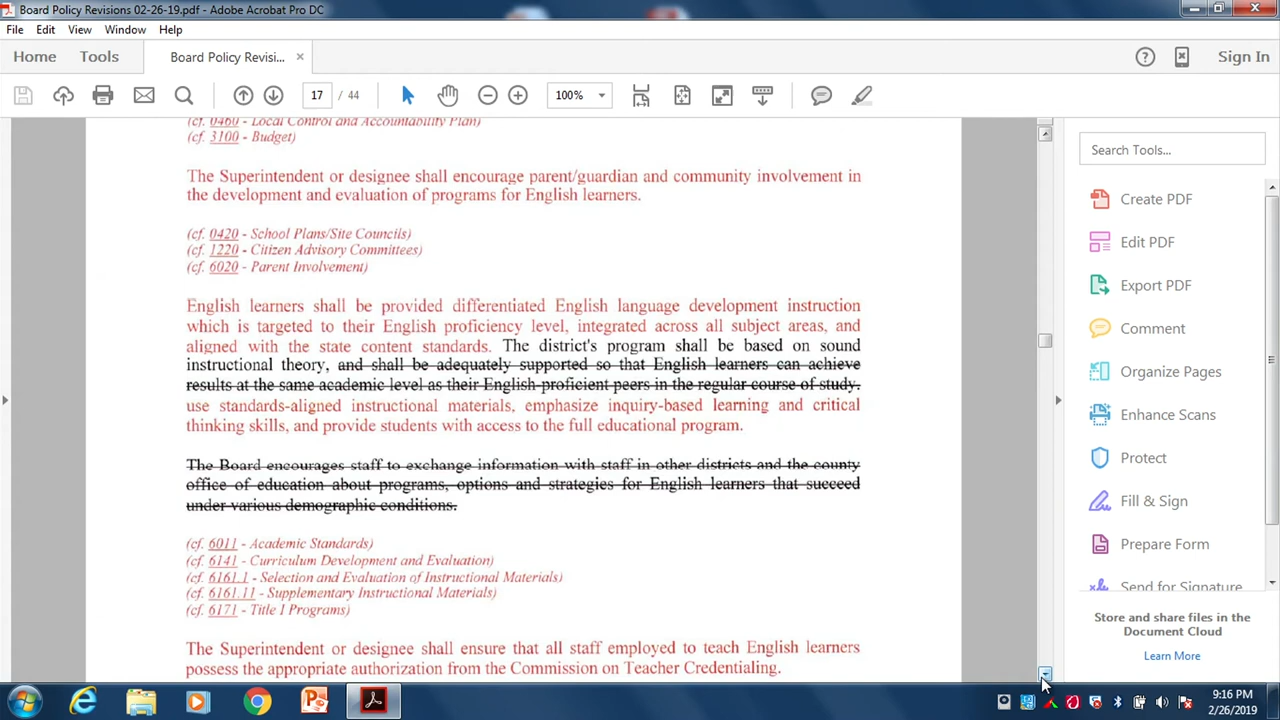 Board Policy Revisions 02-26-19.pdf - Adobe Acrobat Pro DC
File Edit View Window Help
Home Tools Board Policy Revisi... × Sign In
17 / 44 100%
(cf. 0460 - Local Control and Accountability Plan)
(cf. 3100 - Budget)
The Superintendent or designee shall encourage parent/guardian and community involvement in
the development and evaluation of programs for English learners.
(cf. 0420 - School Plans/Site Councils)
(cf. 1220 - Citizen Advisory Committees)
(cf. 6020 - Parent Involvement)
English learners shall be provided differentiated English language development instruction
which is targeted to their English proficiency level, integrated across all subject areas, and
aligned with the state content standards. The district's program shall be based on sound
instructional theory, and shall be adequately supported so that English learners can achieve
results at the same academic level as their English-proficient peers in the regular course of study.
use standards-aligned instructional materials, emphasize inquiry-based learning and critical
thinking skills, and provide students with access to the full educational program.
The Board encourages staff to exchange information with staff in other districts and the county
office of education about programs, options and strategies for English learners that succeed
under various demographic conditions.
(cf. 6011 - Academic Standards)
(cf. 6141 - Curriculum Development and Evaluation)
(cf. 6161.1 - Selection and Evaluation of Instructional Materials)
(cf. 6161.11 - Supplementary Instructional Materials)
(cf. 6171 - Title I Programs)
The Superintendent or designee shall ensure that all staff employed to teach English learners
possess the appropriate authorization from the Commission on Teacher Credentialing.
Search Tools...
Create PDF
Edit PDF
Export PDF
Comment
Organize Pages
Enhance Scans
Protect
Fill & Sign
Prepare Form
Send for Signature
Store and share files in the
Document Cloud
Learn More
9:16 PM
2/26/2019